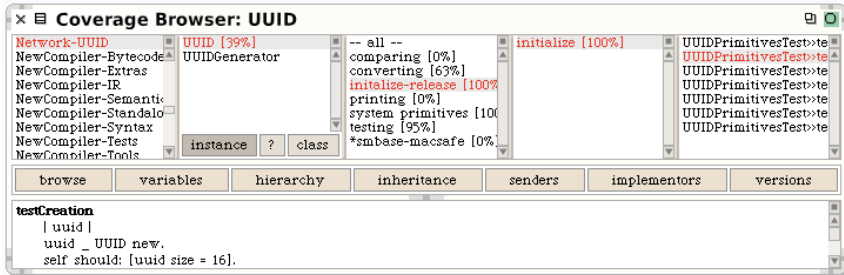 Coverage Browser: UUID
Network-UUID
NewCompiler-Bytecode
NewCompiler-Extras
NewCompiler-IR
NewCompiler-Semantic
NewCompiler-Standalo
NewCompiler-Syntax
NewCompiler-Tests
NewCompiler-Tools
UUID [39%]
UUIDGenerator
instance ? class
-- all --
comparing [0%]
converting [63%]
initalize-release [100%
printing [0%]
system primitives [100
testing [95%]
*smbase-macsafe [0%]
initialize [100%]
UUIDPrimitivesTest»te
UUIDPrimitivesTest»te
UUIDPrimitivesTest»te
UUIDPrimitivesTest»te
UUIDPrimitivesTest»te
UUIDPrimitivesTest»te
UUIDPrimitivesTest»te
browse variables hierarchy inheritance senders implementors versions
testCreation
| uuid |
uuid _ UUID new.
self should: [uuid size = 16].